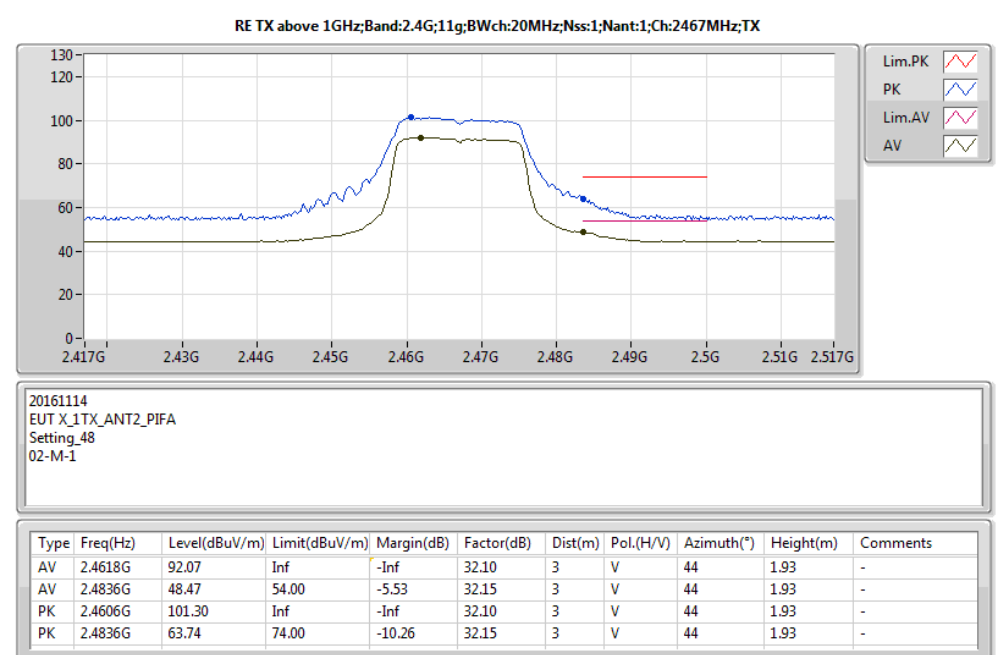 RE TX above 1GHz;Band:2.4G;11g;BWch:20MHz;Nss:1;Nant:1;Ch:2467MHz;TX
130
120
100
80
60
40
20
0
2.417G 2.43G 2.44G 2.45G 2.46G 2.47G 2.48G 2.49G 2.5G 2.51G 2.517G
Lim.PK
PK
Lim.AV
AV
20161114
EUT X_1TX_ANT2_PIFA
Setting_48
02-M-1
Type Freq(Hz) Level(dBuV/m) Limit(dBuV/m) Margin(dB) Factor(dB) Dist(m) Pol.(H/V) Azimuth(°) Height(m) Comments
AV 2.4618G 92.07 Inf -Inf 32.10 3 V 44 1.93 -
AV 2.4836G 48.47 54.00 -5.53 32.15 3 V 44 1.93 -
PK 2.4606G 101.30 Inf -Inf 32.10 3 V 44 1.93 -
PK 2.4836G 63.74 74.00 -10.26 32.15 3 V 44 1.93 -